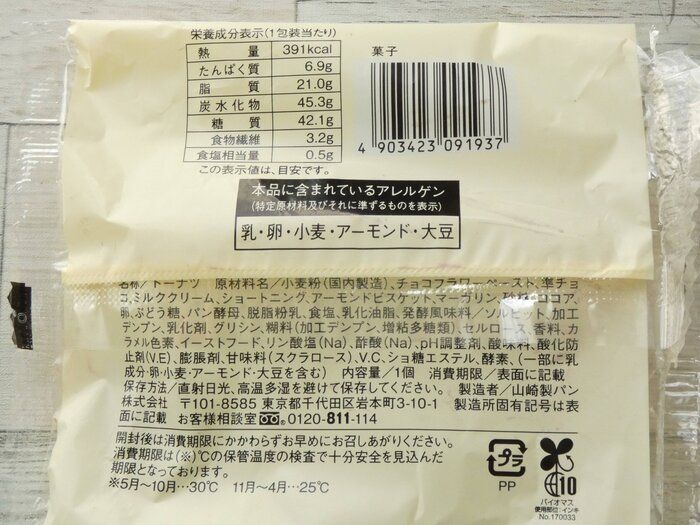 栄養成分表示(1包装当たり)
熱量 391kcal
たんぱく質 6.9g
脂質 21.0g
炭水化物 45.3g
糖質 42.1g
食物繊維 3.2g
食塩相当量 0.5g
この表示値は、目安です。
菓子
4 903423 091937
本品に含まれているアレルゲン
(特定原材料及びそれに準ずるものを表示)
乳・卵・小麦・アーモンド・大豆
名称/ドーナツ 原材料名/小麦粉(国内製造)、チョコフラワーペースト、準チョ
コ、ミルククリーム、ショートニング、アーモンドビスケット、マーガリン、砂糖、ココア、
卵、ぶどう糖、パン酵母、脱脂粉乳、食塩、乳化油脂、発酵風味料/ソルビット、加工
デンプン、乳化剤、グリシン、糊料(加工デンプン、増粘多糖類)、セルロース、香料、カ
ラメル色素、イーストフード、リン酸塩(Na)、酢酸(Na)、pH調整剤、酸味料、酸化防
止剤(V.E)、膨脹剤、甘味料(スクラロース)、V.C、ショ糖エステル、酵素、(一部に乳
成分・卵・小麦・アーモンド・大豆を含む) 内容量/1個 消費期限/表面に記載
保存方法/直射日光、高温多湿を避けて保存してください。 製造者/山崎製パン
株式会社 〒101-8585 東京都千代田区岩本町3-10-1 製造所固有記号は表
面に記載 お客様相談室 0120-811-114
開封後は消費期限にかかわらずお早めにお召しあがりください。
消費期限は(※)℃の保管温度の検査で十分安全を見込んだ
期限となっております。
※5月〜10月…30℃ 11月〜4月…25℃
プラ
PP
10
バイオマス
使用部位:インキ
No.170033